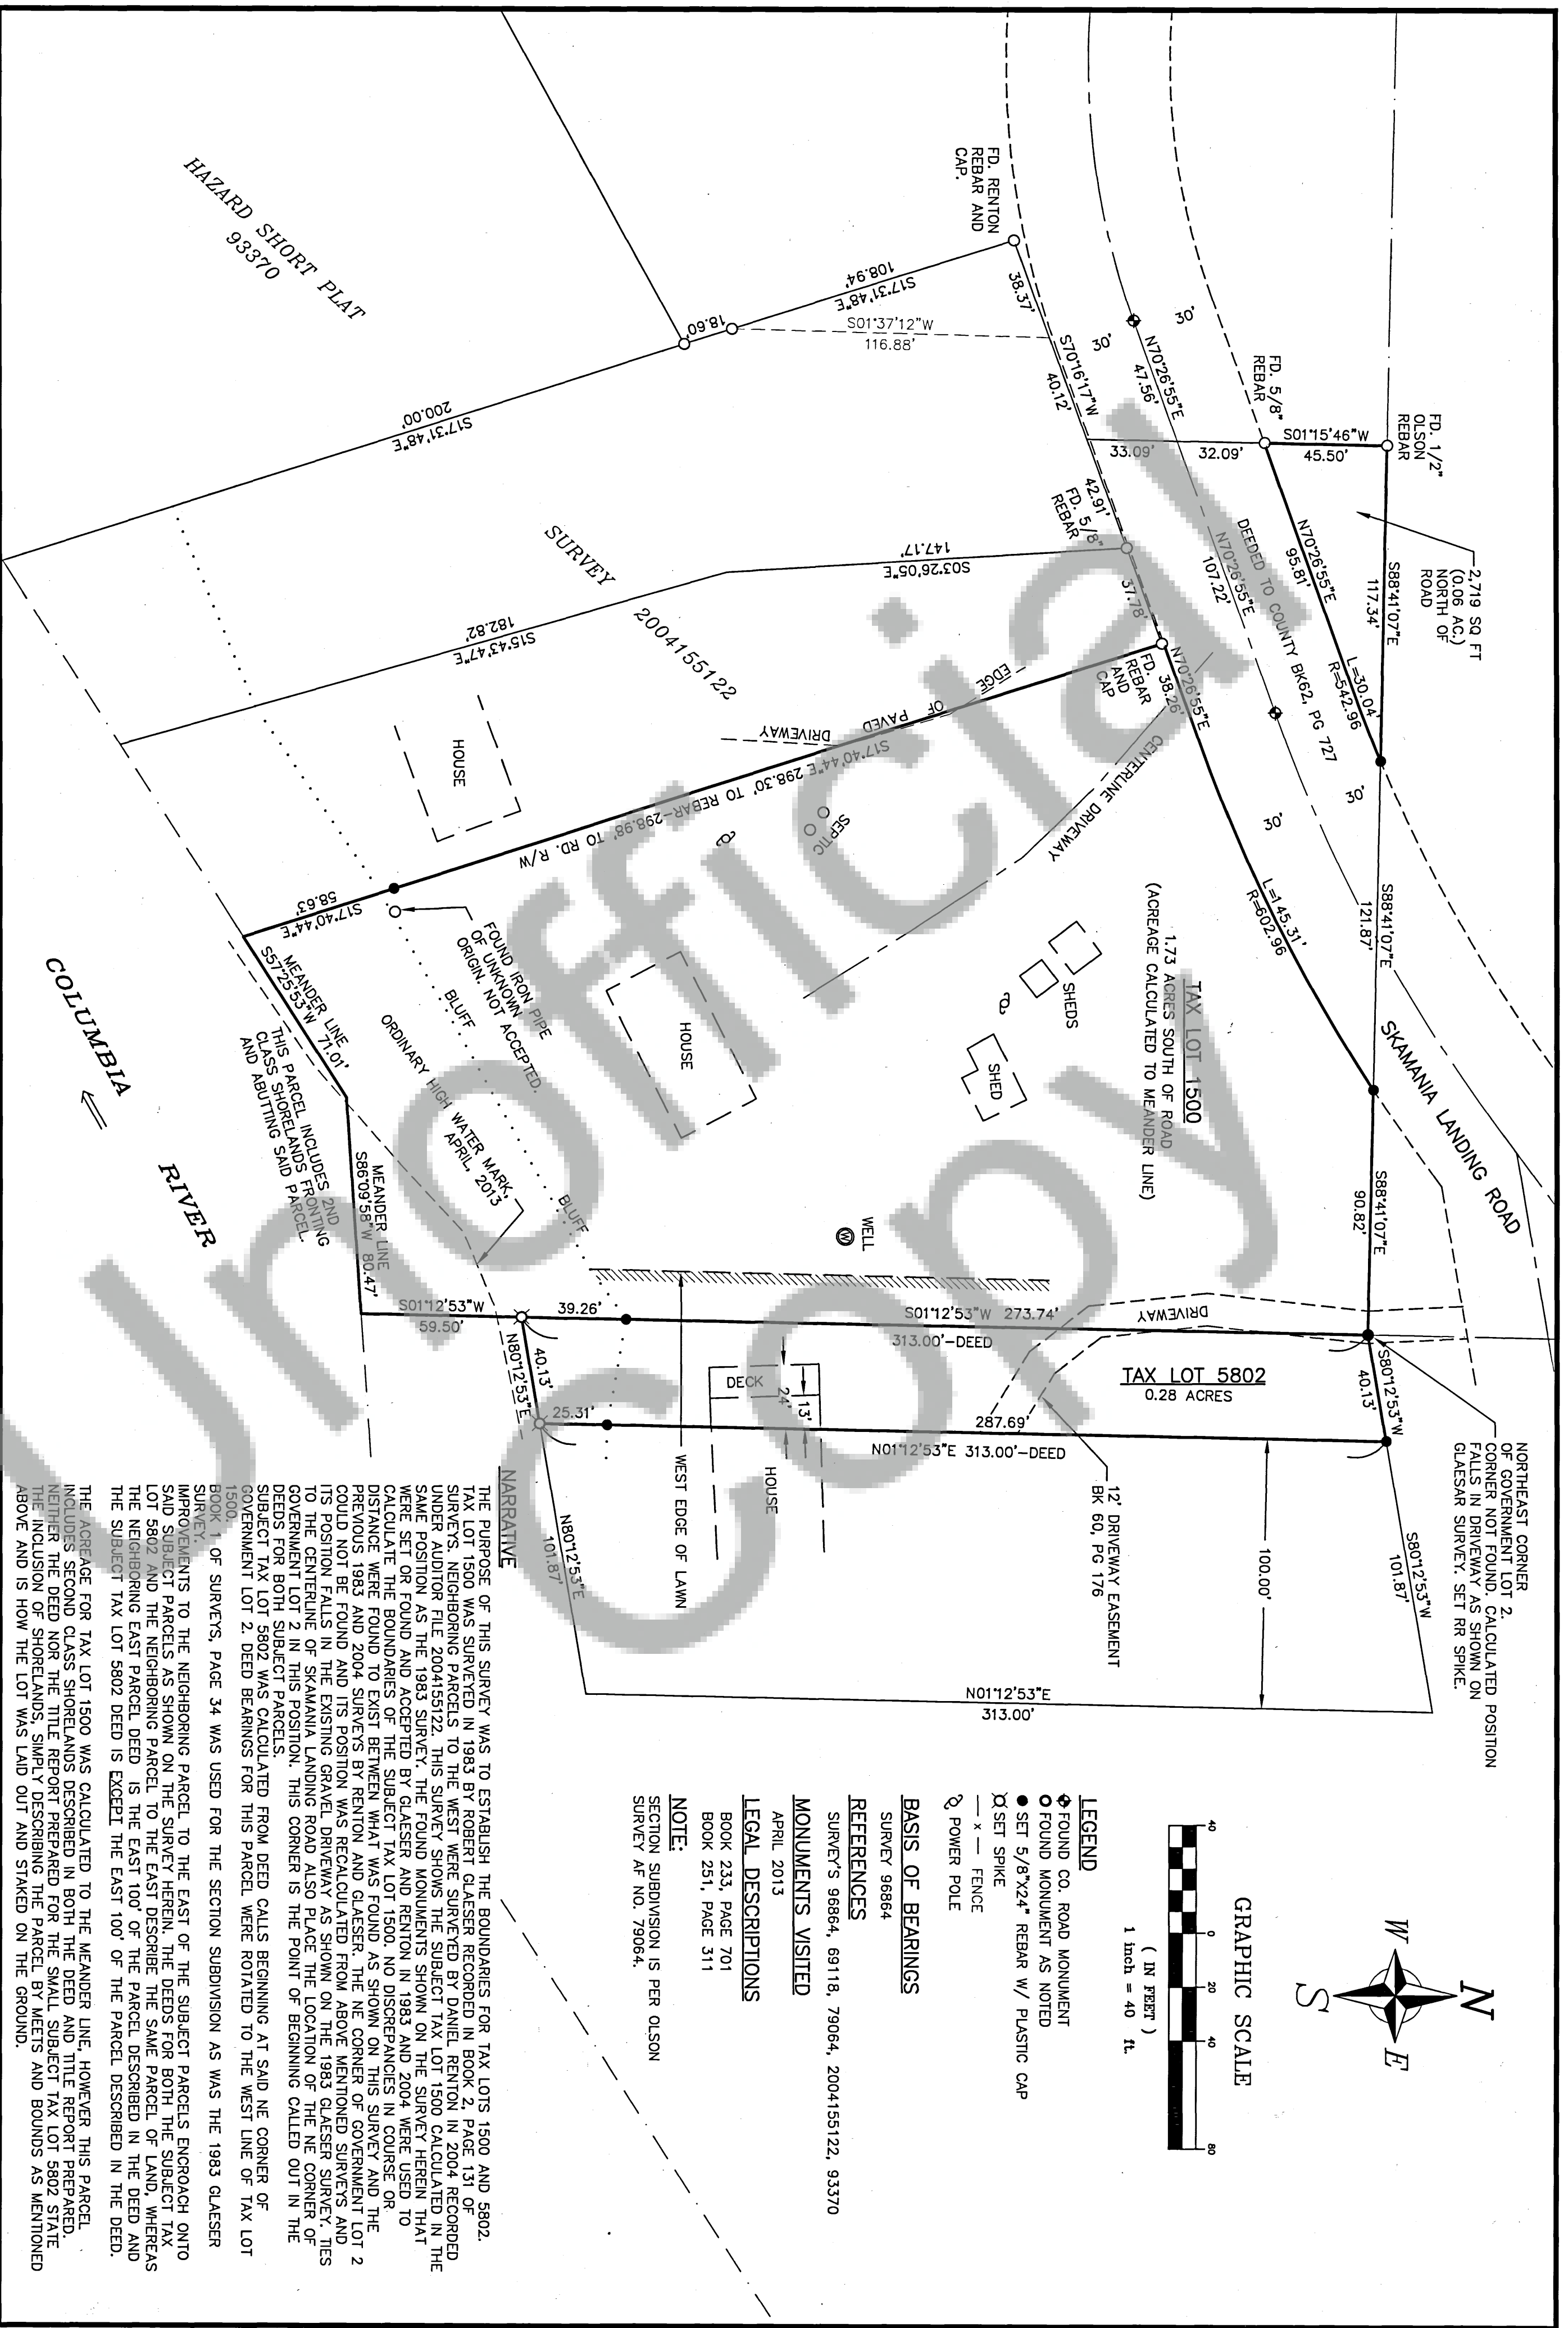 FD. 1/2"
OLSON
REBAR
2,719 SQ FT
(0.06 AC.)
NORTH OF
ROAD
S88°41'07"E
117.34'
S01°15'46"W
45.50'
FD. 5/8"
REBAR
N70°26'55"E
95.81'
L=30.04'
R=542.96
S88°41'07"E
121.87'
S88°41'07"E
90.82'
SKAMANIA LANDING ROAD
30'
30'
30'
30'
N70°26'55"E
47.56'
N70°26'55"E
107.22'
DEEDED TO COUNTY BK62, PG 727
32.09'
33.09'
FD. RENTON
REBAR AND
CAP.
38.37'
S70°16'17"W
40.12'
42.91'
FD. 5/8"
REBAR
37.78'
N70°26'55"E
38.26'
FD.
REBAR
AND
CAP
L=145.31'
R=602.96
S17°31'48"E
108.94'
S01°37'12"W
116.88'
18.60'
S17°31'48"E
200.00'
HAZARD SHORT PLAT
93370
SURVEY
2004155122
S03°26'05"E
147.17'
S15°43'47"E
182.82'
HOUSE
EDGE OF PAVED DRIVEWAY
S17°40'44"E 298.30' TO REBAR-298.98' TO RD. R/W
S17°40'44"E
58.63'
CENTERLINE DRIVEWAY
SEPTIC
TAX LOT 1500
1.73 ACRES SOUTH OF ROAD
(ACREAGE CALCULATED TO MEANDER LINE)
SHEDS
SHED
HOUSE
WELL
W
FOUND IRON PIPE
OF UNKNOWN
ORIGIN. NOT ACCEPTED.
BLUFF
BLUFF
ORDINARY HIGH WATER MARK,
APRIL, 2013
MEANDER LINE
S57°25'53"W 71.01'
MEANDER LINE
S86°09'58"W 80.47'
THIS PARCEL INCLUDES 2ND
CLASS SHORELANDS FRONTING
AND ABUTTING SAID PARCEL.
COLUMBIA
RIVER
S01°12'53"W
59.50'
39.26'
S01°12'53"W 273.74'
313.00'-DEED
DRIVEWAY
N80°12'53"E
40.13'
25.31'
287.69'
N01°12'53"E 313.00'-DEED
TAX LOT 5802
0.28 ACRES
DECK
24'
13'
HOUSE
WEST EDGE OF LAWN
12' DRIVEWAY EASEMENT
BK 60, PG 176
S80°12'53"W
40.13'
S80°12'53"W
101.87'
100.00'
N01°12'53"E
313.00'
N80°12'53"E
101.87'
NORTHEAST CORNER
OF GOVERNMENT LOT 2.
CORNER NOT FOUND. CALCULATED POSITION
FALLS IN DRIVEWAY AS SHOWN ON
GLAESAR SURVEY. SET RR SPIKE.
N
W
E
S
GRAPHIC SCALE
40
0
20
40
80
( IN FEET )
1 inch = 40 ft.
LEGEND
FOUND CO. ROAD MONUMENT
FOUND MONUMENT AS NOTED
SET 5/8"X24" REBAR W/ PLASTIC CAP
SET SPIKE
— x — FENCE
POWER POLE
BASIS OF BEARINGS
SURVEY 96864
REFERENCES
SURVEY'S 96864, 69118, 79064, 2004155122, 93370
MONUMENTS VISITED
APRIL 2013
LEGAL DESCRIPTIONS
BOOK 233, PAGE 701
BOOK 251, PAGE 311
NOTE:
SECTION SUBDIVISION IS PER OLSON
SURVEY AF NO. 79064.
NARRATIVE
THE PURPOSE OF THIS SURVEY WAS TO ESTABLISH THE BOUNDARIES FOR TAX LOTS 1500 AND 5802.
TAX LOT 1500 WAS SURVEYED IN 1983 BY ROBERT GLAESER RECORDED IN BOOK 2, PAGE 131 OF
SURVEYS. NEIGHBORING PARCELS TO THE WEST WERE SURVEYED BY DANIEL RENTON IN 2004 RECORDED
UNDER AUDITOR FILE 2004155122. THIS SURVEY SHOWS THE SUBJECT TAX LOT 1500 CALCULATED IN THE
SAME POSITION AS THE 1983 SURVEY. THE FOUND MONUMENTS SHOWN ON THE SURVEY HEREIN THAT
WERE SET OR FOUND AND ACCEPTED BY GLAESER AND RENTON IN 1983 AND 2004 WERE USED TO
CALCULATE THE BOUNDARIES OF THE SUBJECT TAX LOT 1500. NO DISCREPANCIES IN COURSE OR
DISTANCE WERE FOUND TO EXIST BETWEEN WHAT WAS FOUND AS SHOWN ON THIS SURVEY AND THE
PREVIOUS 1983 AND 2004 SURVEYS BY RENTON AND GLAESER. THE NE CORNER OF GOVERNMENT LOT 2
COULD NOT BE FOUND AND ITS POSITION WAS RECALCULATED FROM ABOVE MENTIONED SURVEYS AND
ITS POSITION FALLS IN THE EXISTING GRAVEL DRIVEWAY AS SHOWN ON THE 1983 GLAESER SURVEY. TIES
TO THE CENTERLINE OF SKAMANIA LANDING ROAD ALSO PLACE THE LOCATION OF THE NE CORNER OF
GOVERNMENT LOT 2 IN THIS POSITION. THIS CORNER IS THE POINT OF BEGINNING CALLED OUT IN THE
DEEDS FOR BOTH SUBJECT PARCELS.
SUBJECT TAX LOT 5802 WAS CALCULATED FROM DEED CALLS BEGINNING AT SAID NE CORNER OF
GOVERNMENT LOT 2. DEED BEARINGS FOR THIS PARCEL WERE ROTATED TO THE WEST LINE OF TAX LOT
1500.
BOOK 1 OF SURVEYS, PAGE 34 WAS USED FOR THE SECTION SUBDIVISION AS WAS THE 1983 GLAESER
SURVEY.
IMPROVEMENTS TO THE NEIGHBORING PARCEL TO THE EAST OF THE SUBJECT PARCELS ENCROACH ONTO
SAID SUBJECT PARCELS AS SHOWN ON THE SURVEY HEREIN. THE DEEDS FOR BOTH THE SUBJECT TAX
LOT 5802 AND THE NEIGHBORING PARCEL TO THE EAST DESCRIBE THE SAME PARCEL OF LAND, WHEREAS
THE NEIGHBORING EAST PARCEL DEED IS THE EAST 100' OF THE PARCEL DESCRIBED IN THE DEED AND
THE SUBJECT TAX LOT 5802 DEED IS EXCEPT THE EAST 100' OF THE PARCEL DESCRIBED IN THE DEED.
THE ACREAGE FOR TAX LOT 1500 WAS CALCULATED TO THE MEANDER LINE, HOWEVER THIS PARCEL
INCLUDES SECOND CLASS SHORELANDS DESCRIBED IN BOTH THE DEED AND TITLE REPORT PREPARED.
NEITHER THE DEED NOR THE TITLE REPORT PREPARED FOR THE SMALL SUBJECT TAX LOT 5802 STATE
THE INCLUSION OF SHORELANDS, SIMPLY DESCRIBING THE PARCEL BY MEETS AND BOUNDS AS MENTIONED
ABOVE AND IS HOW THE LOT WAS LAID OUT AND STAKED ON THE GROUND.
Unofficial
Copy